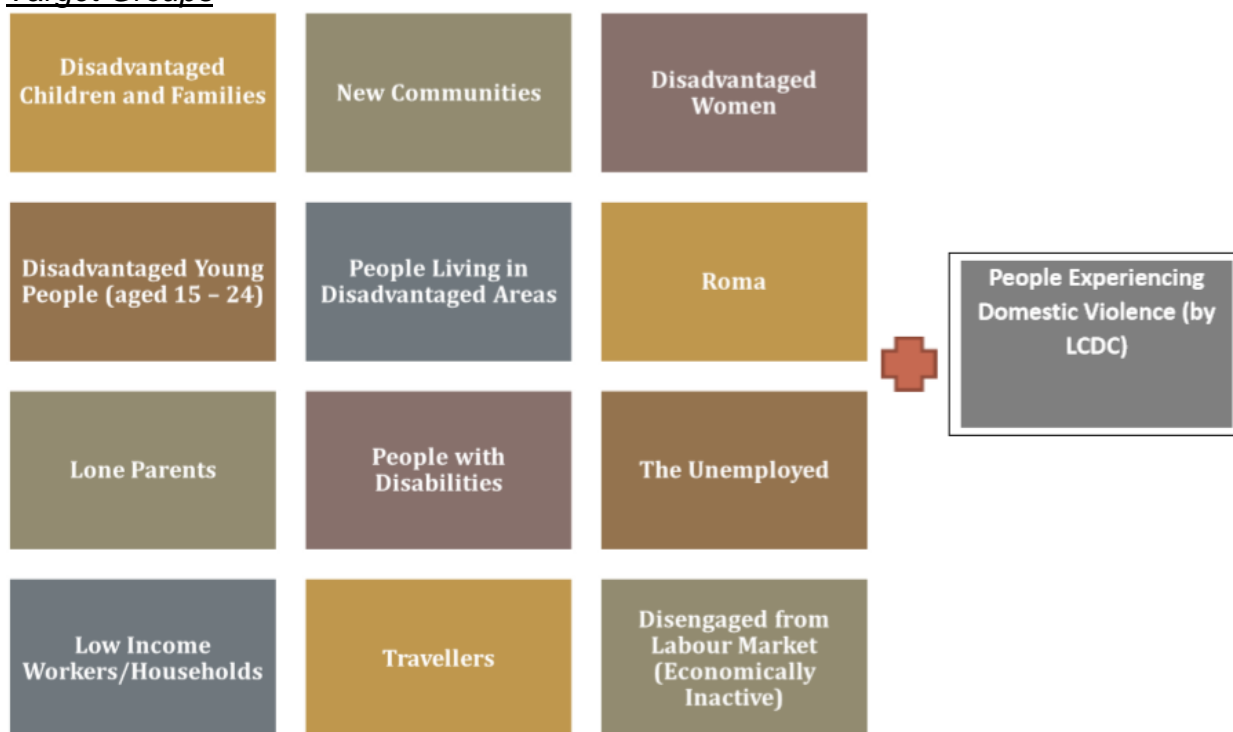 Target Groups
Disadvantaged
Children and Families
New Communities
Disadvantaged
Women
Disadvantaged Young
People (aged 15 – 24)
People Living in
Disadvantaged Areas
Roma
People Experiencing
Domestic Violence (by
LCDC)
Lone Parents
People with
Disabilities
The Unemployed
Low Income
Workers/Households
Travellers
Disengaged from
Labour Market
(Economically
Inactive)